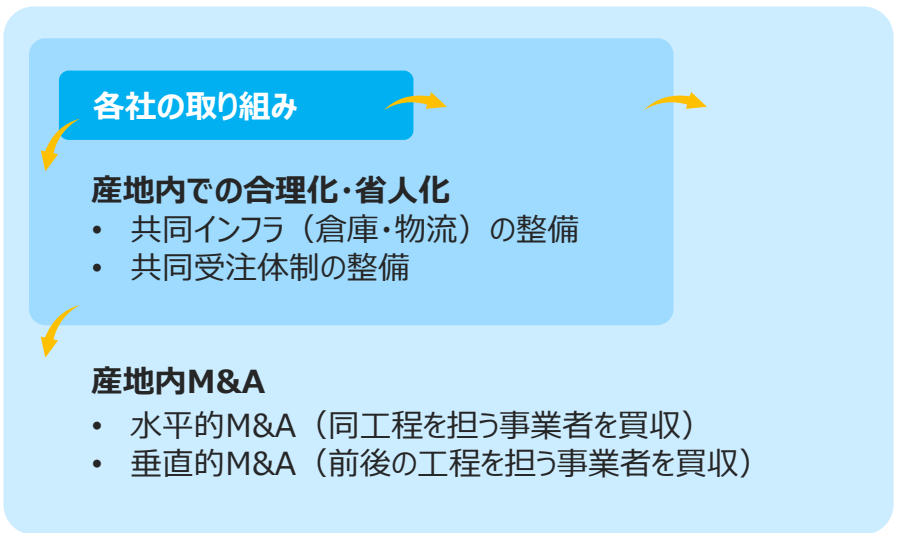 各社の取り組み
産地内での合理化・省人化
• 共同インフラ（倉庫・物流）の整備
• 共同受注体制の整備
産地内M&A
• 水平的M&A（同工程を担う事業者を買収）
• 垂直的M&A（前後の工程を担う事業者を買収）